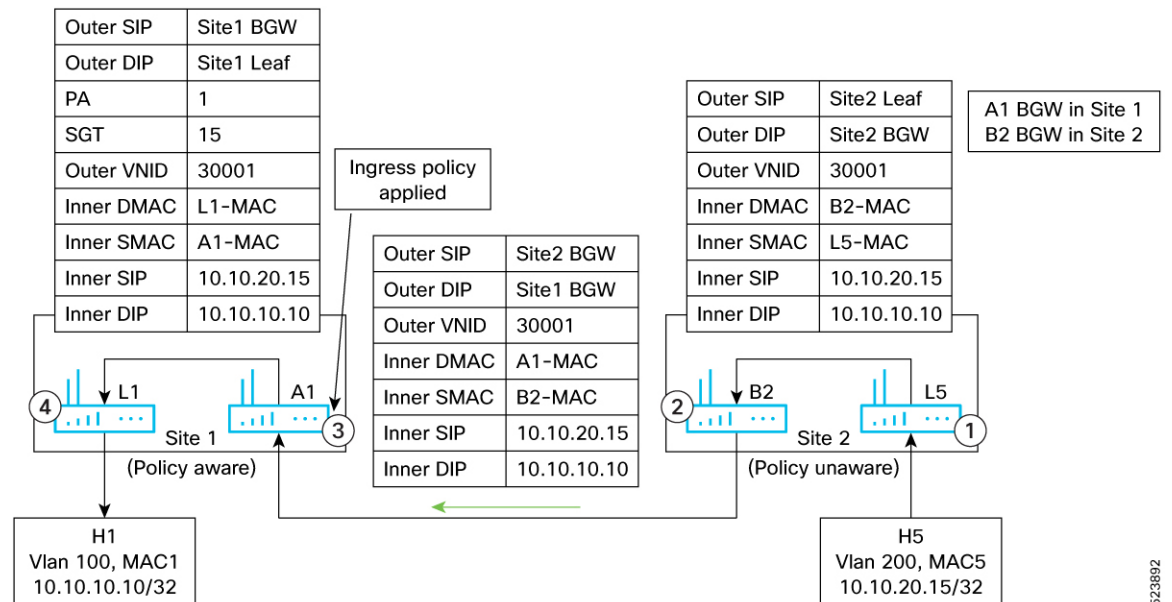 Outer SIP Site1 BGW
Outer DIP Site1 Leaf
PA 1
SGT 15
Outer VNID 30001
Inner DMAC L1-MAC
Inner SMAC A1-MAC
Inner SIP 10.10.20.15
Inner DIP 10.10.10.10
Ingress policy
applied
Outer SIP Site2 BGW
Outer DIP Site1 BGW
Outer VNID 30001
Inner DMAC A1-MAC
Inner SMAC B2-MAC
Inner SIP 10.10.20.15
Inner DIP 10.10.10.10
Outer SIP Site2 Leaf
Outer DIP Site2 BGW
Outer VNID 30001
Inner DMAC B2-MAC
Inner SMAC L5-MAC
Inner SIP 10.10.20.15
Inner DIP 10.10.10.10
A1 BGW in Site 1
B2 BGW in Site 2
4 L1 A1 3
Site 1
(Policy aware)
2 B2 L5 1
Site 2
(Policy unaware)
H1
Vlan 100, MAC1
10.10.10.10/32
H5
Vlan 200, MAC5
10.10.20.15/32
523892